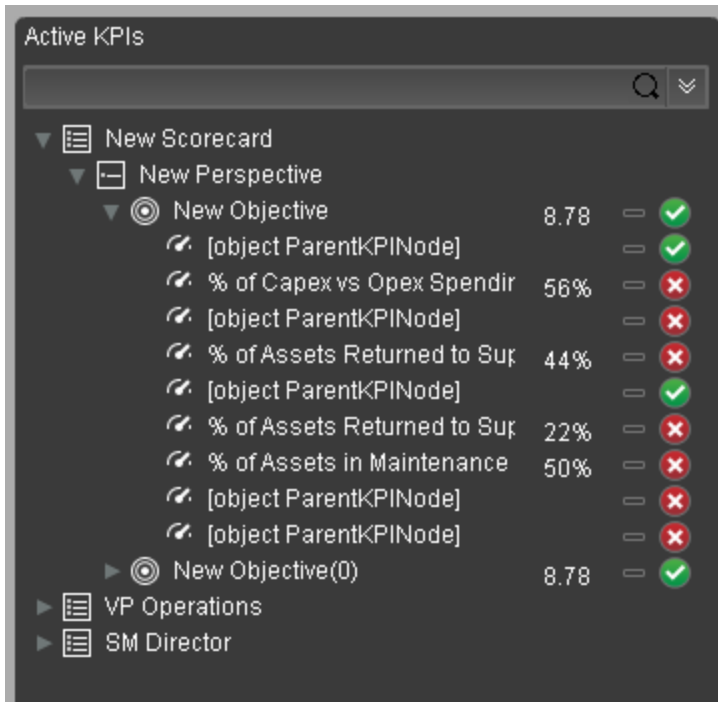 Active KPIs
New Scorecard
New Perspective
New Objective 8.78
[object ParentKPINode]
% of Capex vs Opex Spendin 56%
[object ParentKPINode]
% of Assets Returned to Sup 44%
[object ParentKPINode]
% of Assets Returned to Sup 22%
% of Assets in Maintenance 50%
[object ParentKPINode]
[object ParentKPINode]
New Objective(0) 8.78
VP Operations
SM Director